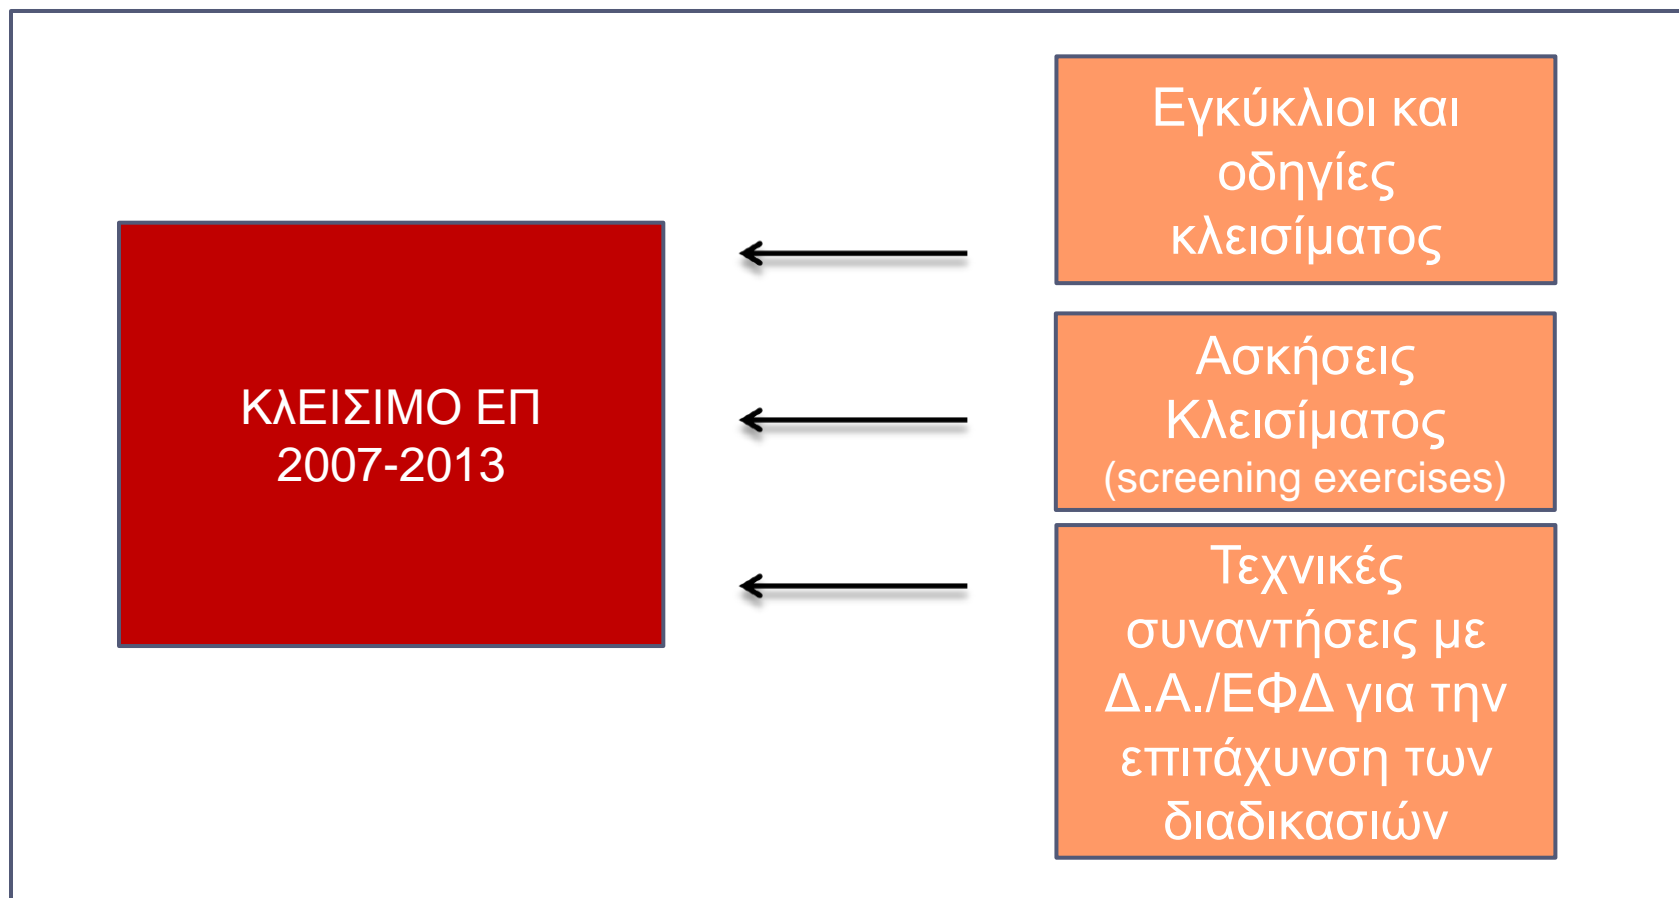 ΚλΕΙΣΙΜΟ ΕΠ
2007-2013
Εγκύκλιοι και
οδηγίες
κλεισίματος
Ασκήσεις
Κλεισίματος
(screening exercises)
Τεχνικές
συναντήσεις με
Δ.Α./ΕΦΔ για την
επιτάχυνση των
διαδικασιών